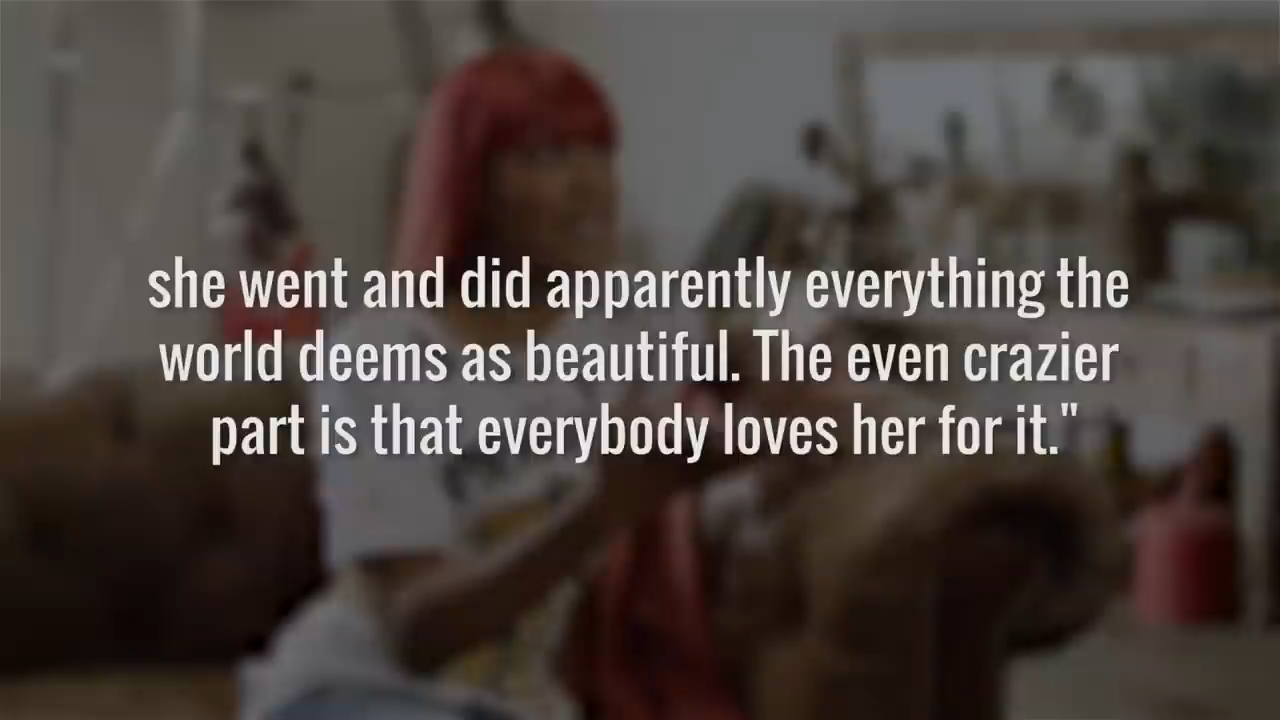 she went and did apparently everything the
world deems as beautiful. The even crazier
part is that everybody loves her for it."